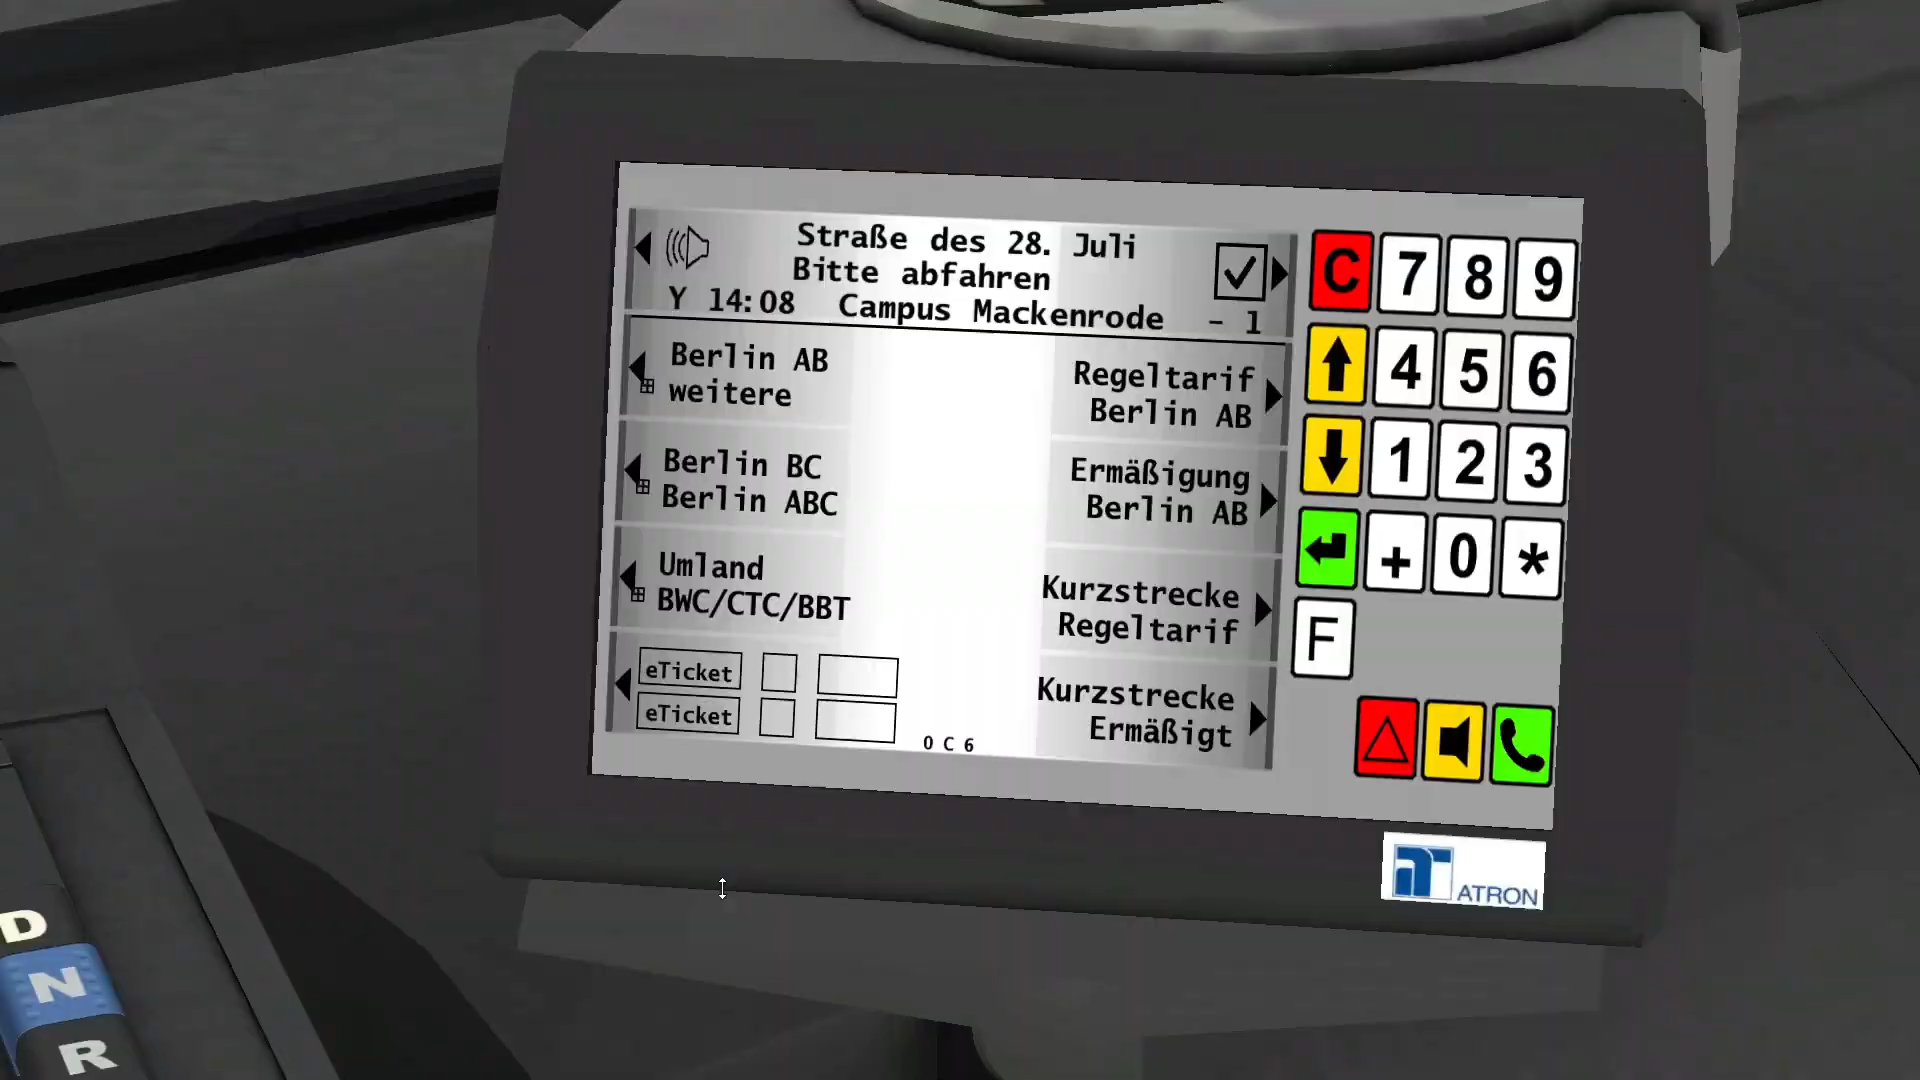 Straße des 28. Juli
Bitte abfahren
Y 14:08 Campus Mackenrode - 1
Berlin AB
weitere
Regeltarif
Berlin AB
Berlin BC
Berlin ABC
Ermäßigung
Berlin AB
Umland
BWC/CTC/BBT
Kurzstrecke
Regeltarif
eTicket
eTicket
Kurzstrecke
Ermäßigt
0 C 6
C 7 8 9
4 5 6
1 2 3
+ 0 *
F
ATRON
D
N
R